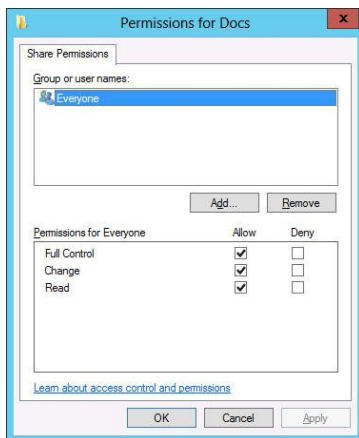 Permissions for Docs
x
Share Permissions
Group or user names:
Everyone
Add... Remove
Permissions for Everyone Allow Deny
Full Control
Change
Read
Learn about access control and permissions
OK Cancel Apply